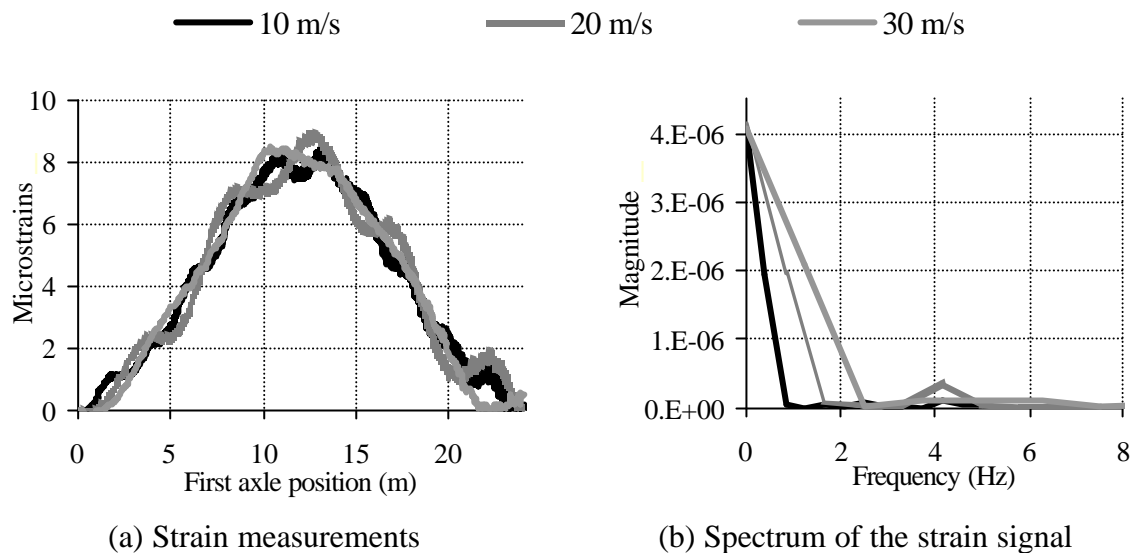 10 m/s 20 m/s 30 m/s
10
8
6
4
2
0
Microstrains
0 5 10 15 20
First axle position (m)
(a) Strain measurements
4.E-06
3.E-06
2.E-06
1.E-06
0.E+00
Magnitude
0 2 4 6 8
Frequency (Hz)
(b) Spectrum of the strain signal